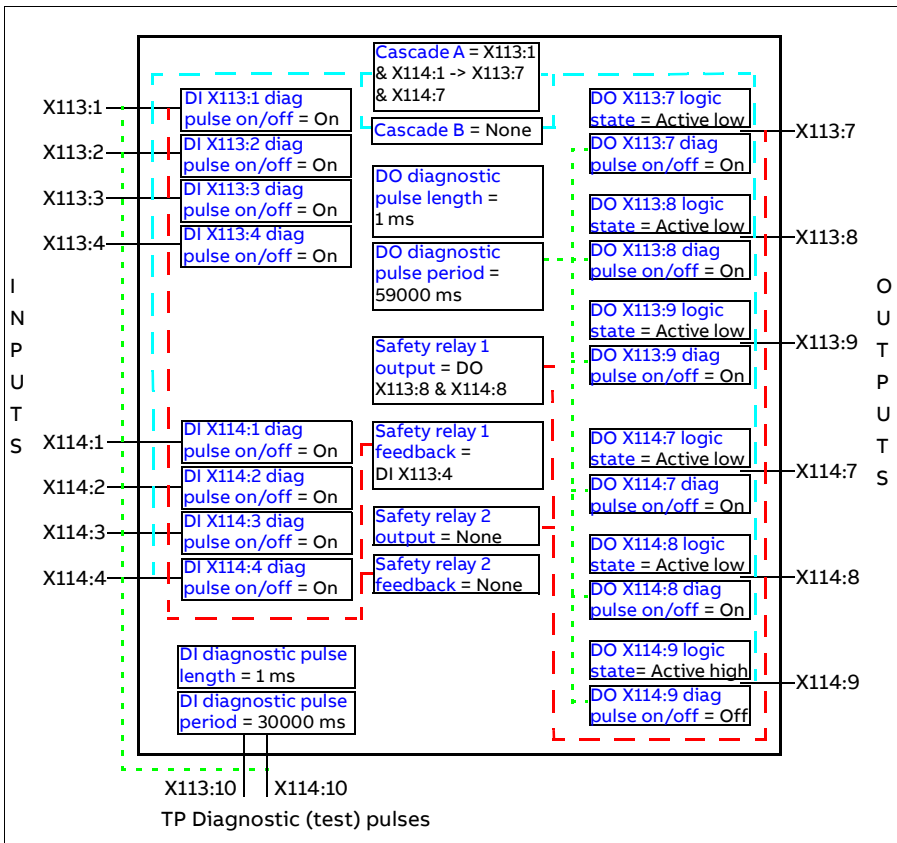 Cascade A = X113:1
& X114:1 -> X113:7
& X114:7
Cascade B = None
X113:1
DI X113:1 diag
pulse on/off = On
X113:2
DI X113:2 diag
pulse on/off = On
X113:3
DI X113:3 diag
pulse on/off = On
X113:4
DI X113:4 diag
pulse on/off = On
INPUTS
X114:1
DI X114:1 diag
pulse on/off = On
X114:2
DI X114:2 diag
pulse on/off = On
X114:3
DI X114:3 diag
pulse on/off = On
X114:4
DI X114:4 diag
pulse on/off = On
DO diagnostic
pulse length =
1 ms
DO diagnostic
pulse period =
59000 ms
Safety relay 1
output = DO
X113:8 & X114:8
Safety relay 1
feedback =
DI X113:4
Safety relay 2
output = None
Safety relay 2
feedback = None
DO X113:7 logic
state = Active low
X113:7
DO X113:7 diag
pulse on/off = On
DO X113:8 logic
state = Active low
X113:8
DO X113:8 diag
pulse on/off = On
DO X113:9 logic
state = Active low
X113:9
DO X113:9 diag
pulse on/off = On
OUTPUTS
DO X114:7 logic
state = Active low
X114:7
DO X114:7 diag
pulse on/off = On
DO X114:8 logic
state = Active low
X114:8
DO X114:8 diag
pulse on/off = On
DO X114:9 logic
state= Active high
X114:9
DO X114:9 diag
pulse on/off = Off
DI diagnostic pulse
length = 1 ms
DI diagnostic pulse
period = 30000 ms
X113:10 X114:10
TP Diagnostic (test) pulses